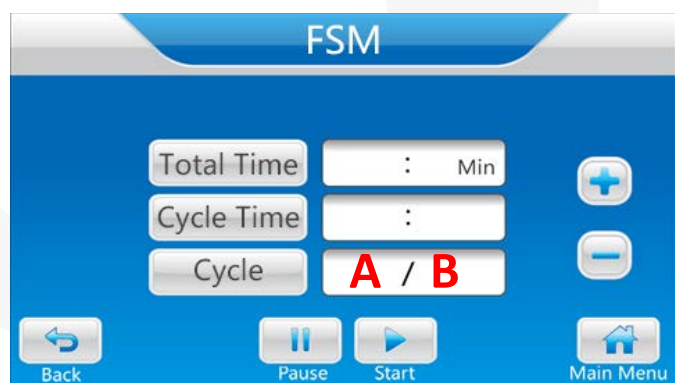 FSM
Total Time : Min
Cycle Time :
Cycle A / B
Back Pause Start Main Menu